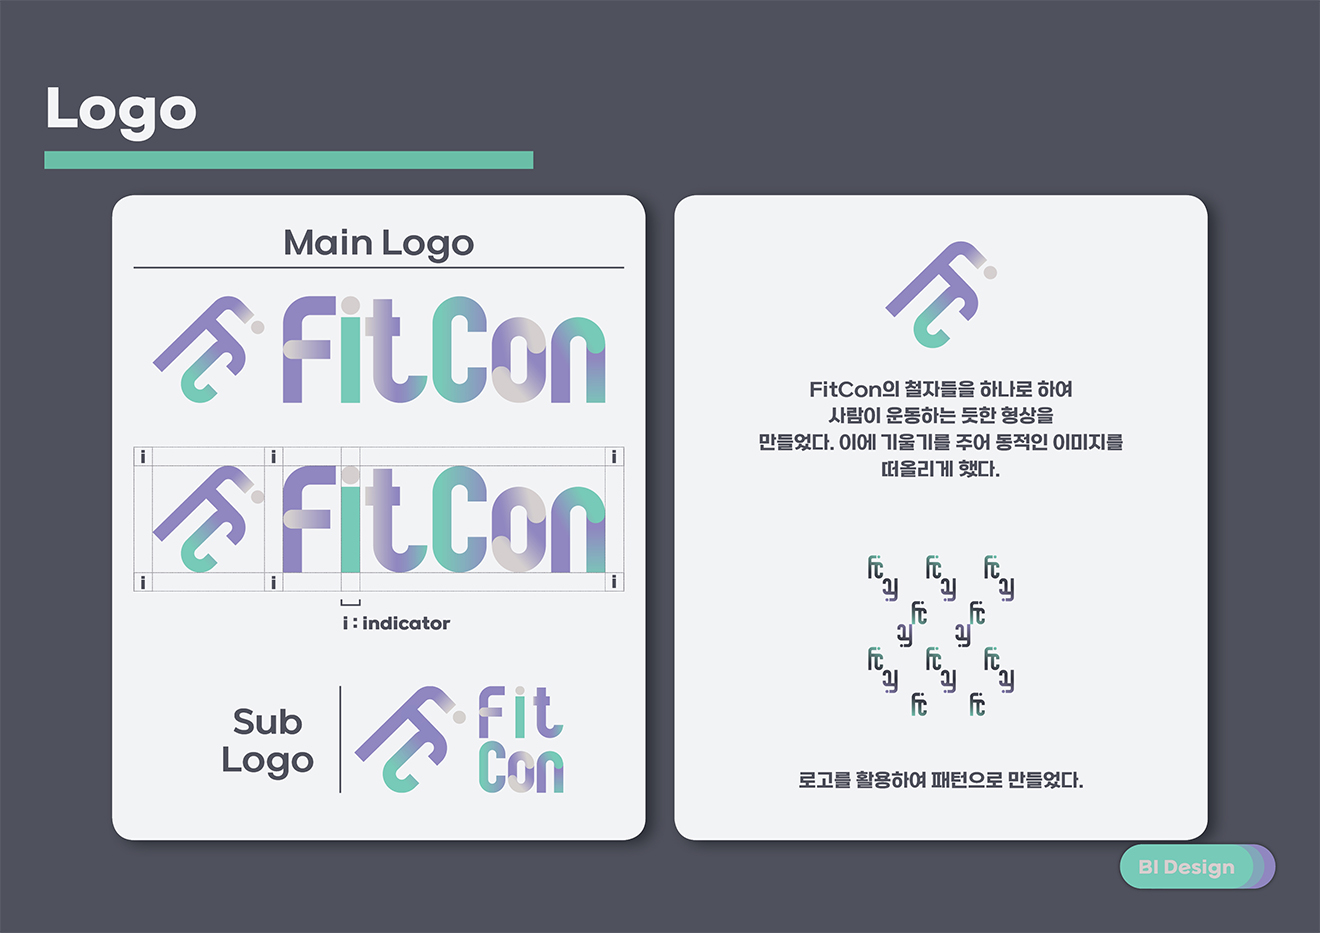 Logo
Main Logo
FitCon
i i i
FitCon
i i i
i : indicator
Sub
Logo
Fit
Con
FitCon의 철자들을 하나로 하여
사람이 운동하는 듯한 형상을
만들었다. 이에 기울기를 주어 동적인 이미지를
떠올리게 했다.
로고를 활용하여 패턴으로 만들었다.
BI Design